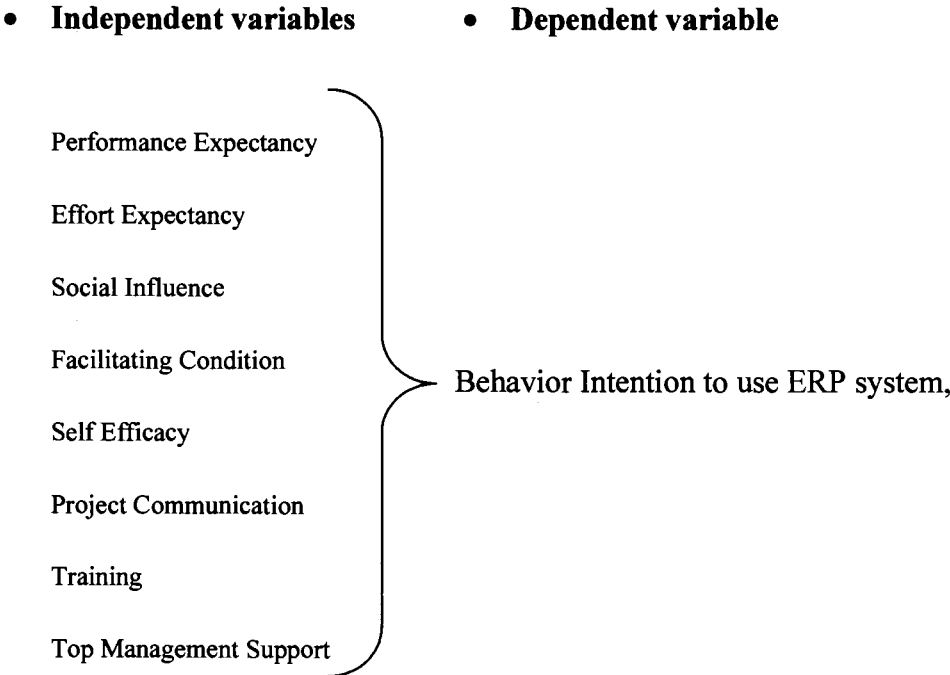 • Independent variables
• Dependent variable
Performance Expectancy
Effort Expectancy
Social Influence
Facilitating Condition
Self Efficacy
Project Communication
Training
Top Management Support
Behavior Intention to use ERP system,